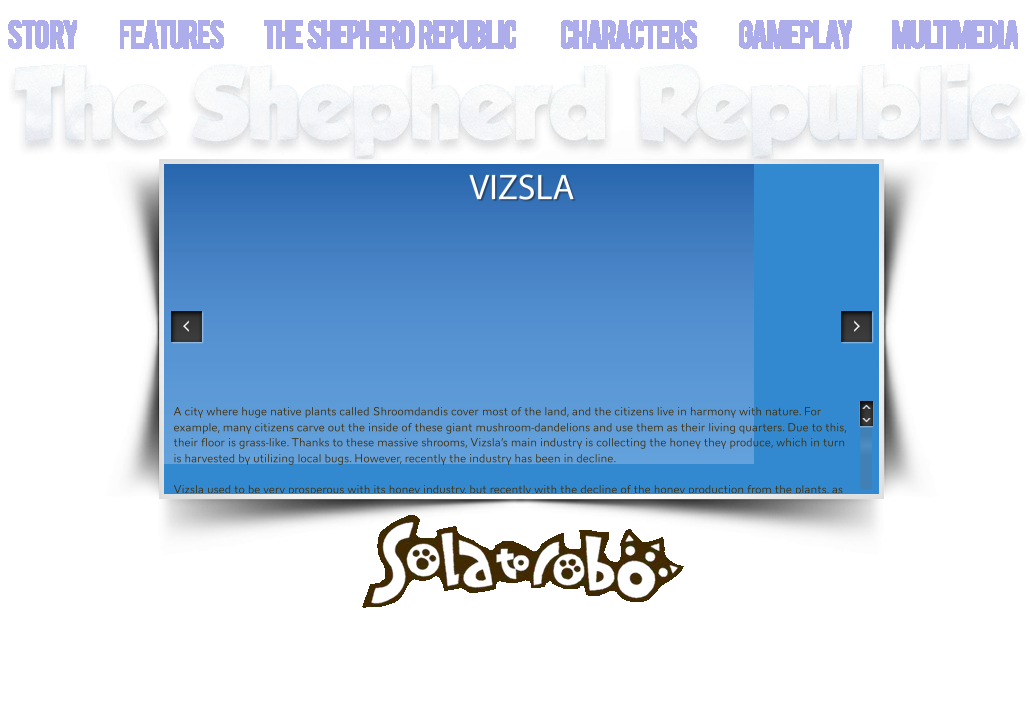 STORY FEATURES THE SHEPHERD REPUBLIC CHARACTERS GAMEPLAY MULTIMEDIA
The Shepherd Republic
VIZSLA
A city where huge native plants called Shroomdandis cover most of the land, and the citizens live in harmony with nature. For
example, many citizens carve out the inside of these giant mushroom-dandelions and use them as their living quarters. Due to this,
their floor is grass-like. Thanks to these massive shrooms, Vizsla's main industry is collecting the honey they produce, which in turn
is harvested by utilizing local bugs. However, recently the industry has been in decline.
Vizsla used to be very prosperous with its honey industry, but recently with the decline of the honey production from the plants, as
Solatorobo